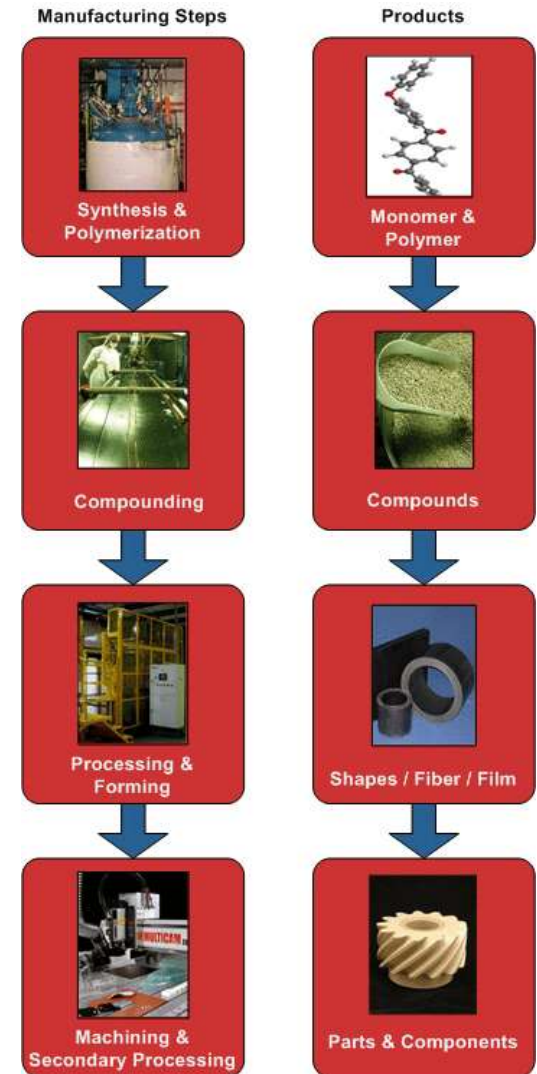 Manufacturing Steps
Products
Synthesis &
Polymerization
Monomer &
Polymer
Compounding
Compounds
Processing &
Forming
Shapes / Fiber / Film
MULTICAM
Machining &
Secondary Processing
Parts & Components